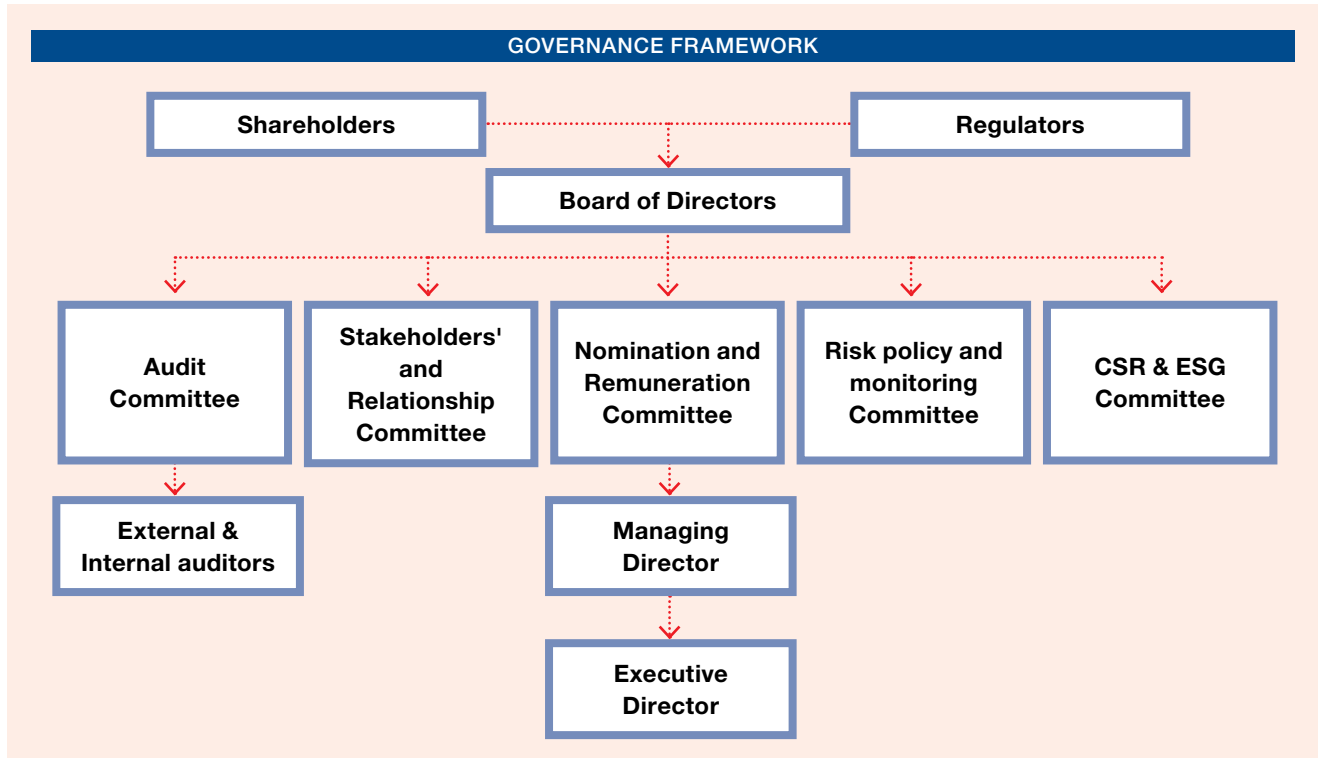 GOVERNANCE FRAMEWORK
Shareholders
Regulators
Board of Directors
Audit
Committee
Stakeholders'
and
Relationship
Committee
Nomination and
Remuneration
Committee
Risk policy and
monitoring
Committee
CSR & ESG
Committee
External &
Internal auditors
Managing
Director
Executive
Director